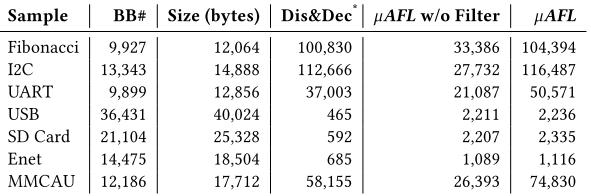 Sample BB# Size (bytes) Dis&Dec* μAFL w/o Filter μAFL
Fibonacci 9,927 12,064 100,830 33,386 104,394
I2C 13,343 14,888 112,666 27,732 116,487
UART 9,899 12,856 37,003 21,087 50,571
USB 36,431 40,024 465 2,211 2,236
SD Card 21,104 25,328 592 2,207 2,335
Enet 14,475 18,504 685 1,089 1,116
MMCAU 12,186 17,712 58,155 26,393 74,830